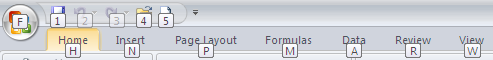 F 1 2 3 4 5
Home Insert Page Layout Formulas Data Review View
H N P M A R W